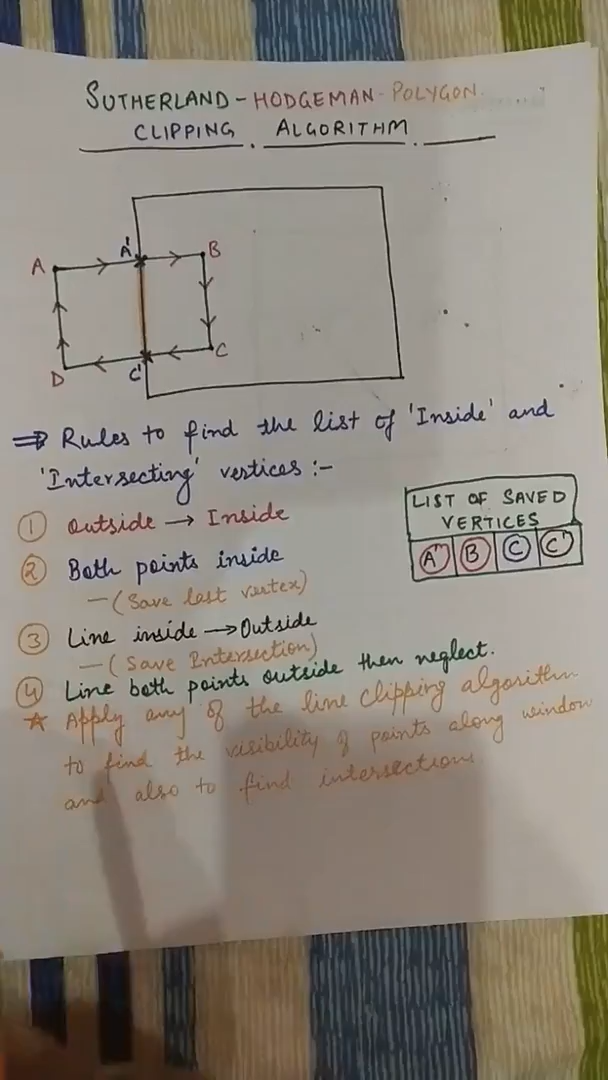 SUTHERLAND-HODGEMAN-POLYGON
CLIPPING ALGORITHM
A
A'
B
D
C'
C
⇒ Rules to find the list of 'Inside' and
'Intersecting' vertices :-
① Outside → Inside
② Both points inside
- (Save last vertex)
③ Line inside → Outside
- (Save Intersection)
④ Line both points outside then neglect.
☆ Apply any of the line clipping algorithm
to find the visibility of points along window
and also to find intersections
LIST OF SAVED
VERTICES
A' B C C'